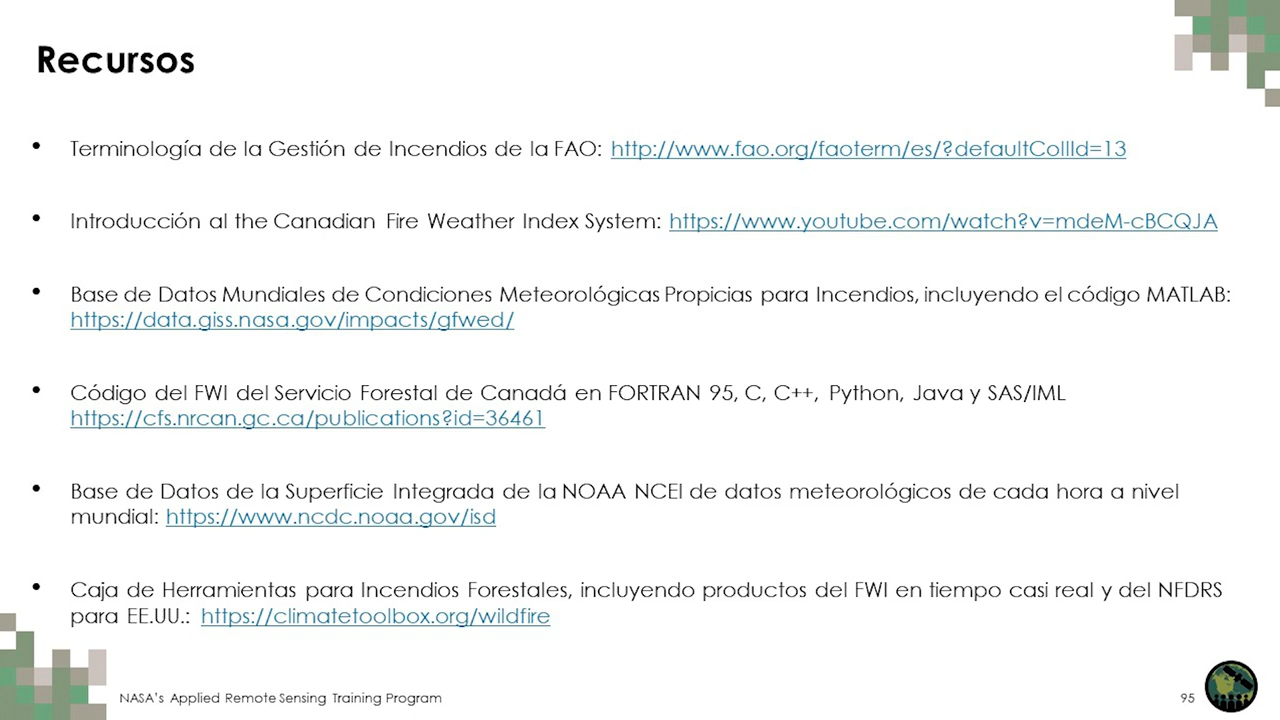 Recursos
• Terminología de la Gestión de Incendios de la FAO: http://www.fao.org/faoterm/es/?defaultCollId=13
• Introducción al the Canadian Fire Weather Index System: https://www.youtube.com/watch?v=mdeM-cBCQJA
• Base de Datos Mundiales de Condiciones Meteorológicas Propicias para Incendios, incluyendo el código MATLAB:
https://data.giss.nasa.gov/impacts/gfwed/
• Código del FWI del Servicio Forestal de Canadá en FORTRAN 95, C, C++, Python, Java y SAS/IML
https://cfs.nrcan.gc.ca/publications?id=36461
• Base de Datos de la Superficie Integrada de la NOAA NCEI de datos meteorológicos de cada hora a nivel
mundial: https://www.ncdc.noaa.gov/isd
• Caja de Herramientas para Incendios Forestales, incluyendo productos del FWI en tiempo casi real y del NFDRS
para EE.UU.: https://climatetoolbox.org/wildfire
NASA's Applied Remote Sensing Training Program
95